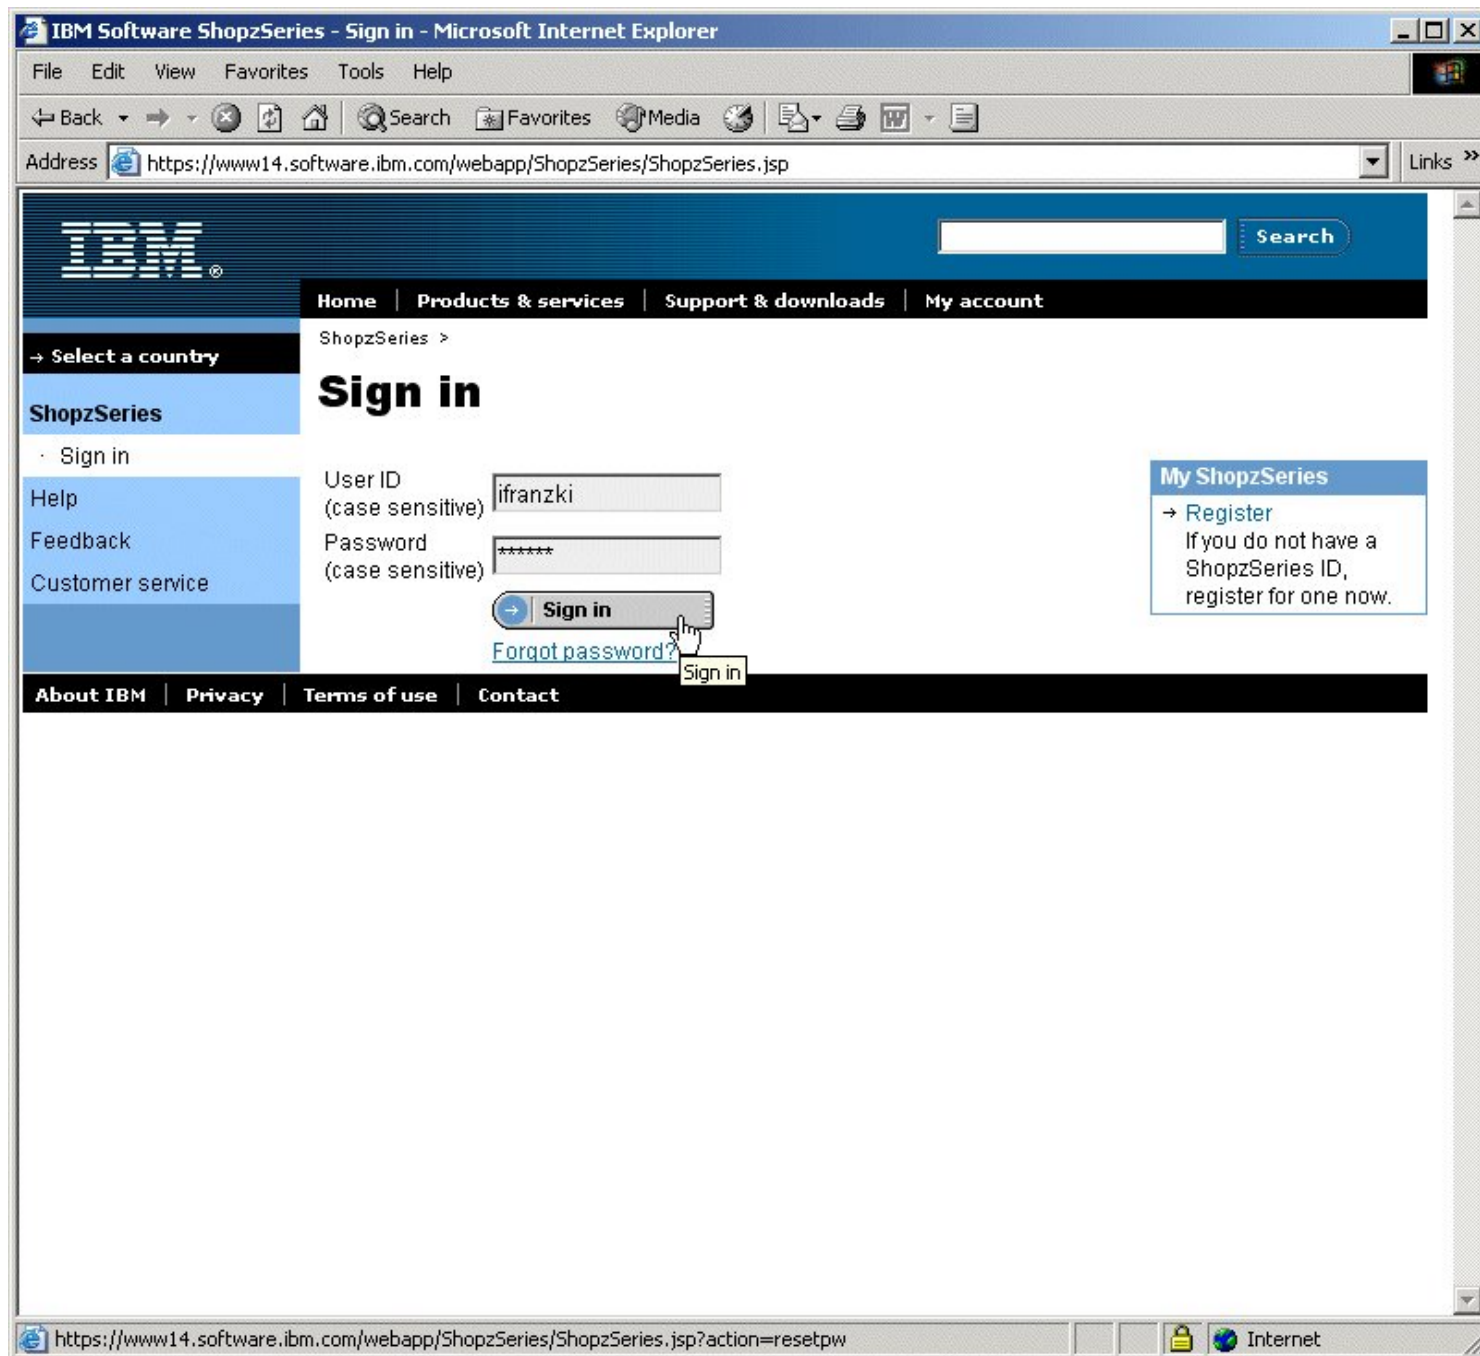 IBM Software ShopzSeries - Sign in - Microsoft Internet Explorer
File Edit View Favorites Tools Help
Back Search Favorites Media W
Address https://www14.software.ibm.com/webapp/ShopzSeries/ShopzSeries.jsp Links »
IBM®
Search
Home | Products & services | Support & downloads | My account
→ Select a country
ShopzSeries >
Sign in
ShopzSeries
· Sign in
Help
Feedback
Customer service
User ID
(case sensitive)
ifranzki
Password
(case sensitive)
******
→ Sign in
Forgot password?
Sign in
My ShopzSeries
→ Register
If you do not have a
ShopzSeries ID,
register for one now.
About IBM | Privacy | Terms of use | Contact
https://www14.software.ibm.com/webapp/ShopzSeries/ShopzSeries.jsp?action=resetpw Internet